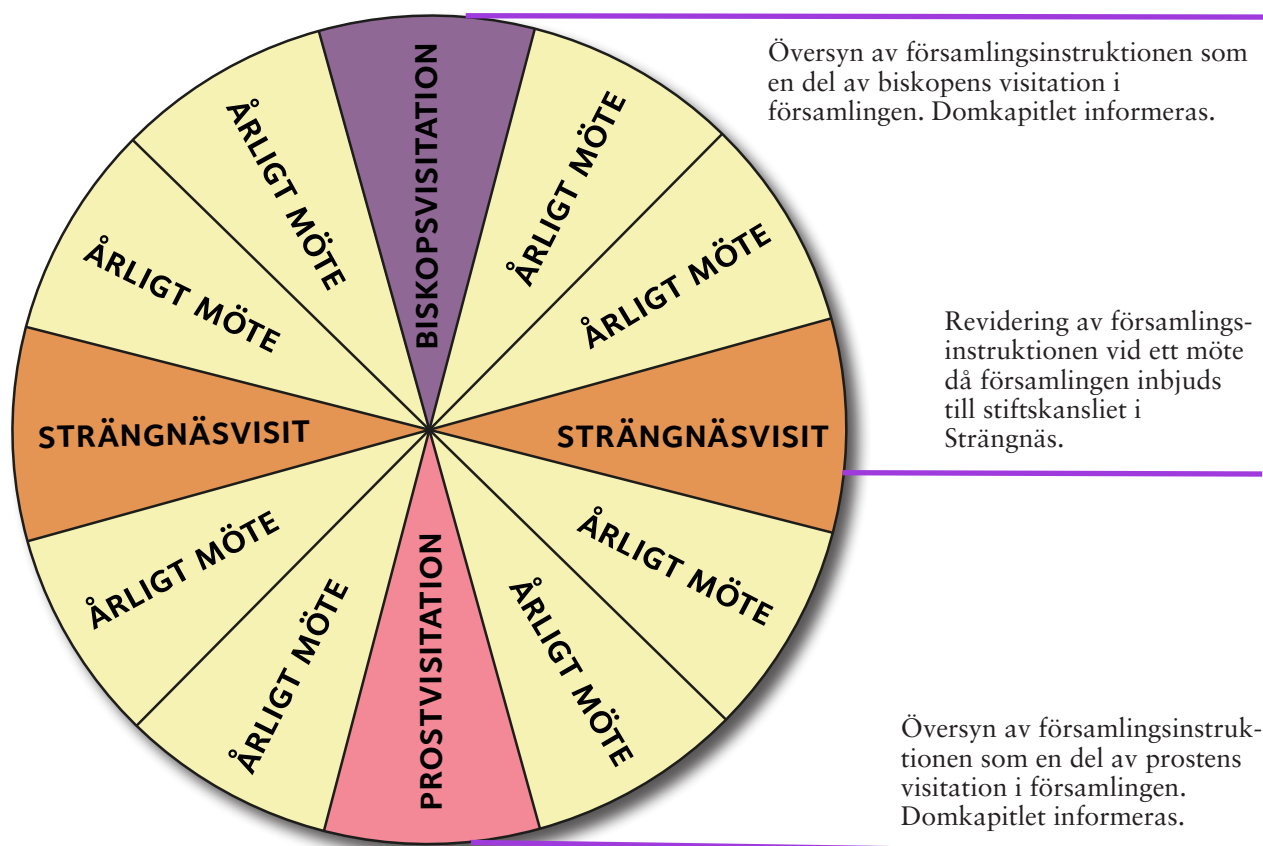 BISKOPSVISITATION
ÅRLIGT MÖTE
ÅRLIGT MÖTE
STRÄNGNÄSVISIT
ÅRLIGT MÖTE
ÅRLIGT MÖTE
PROSTVISITATION
ÅRLIGT MÖTE
ÅRLIGT MÖTE
STRÄNGNÄSVISIT
ÅRLIGT MÖTE
ÅRLIGT MÖTE
Översyn av församlingsinstruktionen som
en del av biskopens visitation i
församlingen. Domkapitlet informeras.
Revidering av församlings-
instruktionen vid ett möte
då församlingen inbjuds
till stiftskansliet i
Strängnäs.
Översyn av församlingsinstruk-
tionen som en del av prostens
visitation i församlingen.
Domkapitlet informeras.